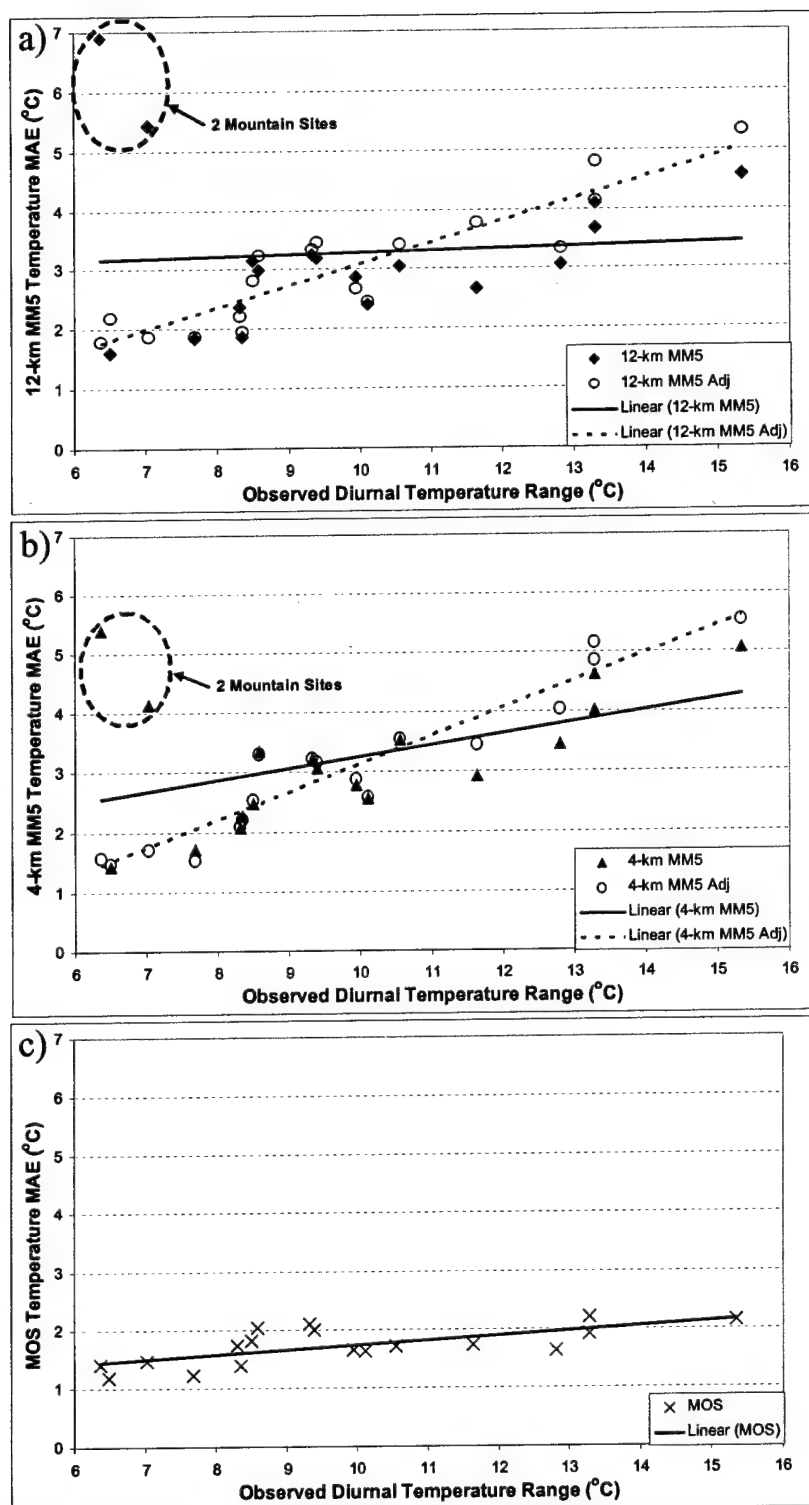 a)
12-km MM5 Temperature MAE (°C)
7
6
5
4
3
2
1
0
2 Mountain Sites
12-km MM5
12-km MM5 Adj
Linear (12-km MM5)
Linear (12-km MM5 Adj)
6 7 8 9 10 11 12 13 14 15 16
Observed Diurnal Temperature Range (°C)
b)
4-km MM5 Temperature MAE (°C)
7
6
5
4
3
2
1
0
2 Mountain Sites
4-km MM5
4-km MM5 Adj
Linear (4-km MM5)
Linear (4-km MM5 Adj)
6 7 8 9 10 11 12 13 14 15 16
Observed Diurnal Temperature Range (°C)
c)
MOS Temperature MAE (°C)
7
6
5
4
3
2
1
0
MOS
Linear (MOS)
6 7 8 9 10 11 12 13 14 15 16
Observed Diurnal Temperature Range (°C)